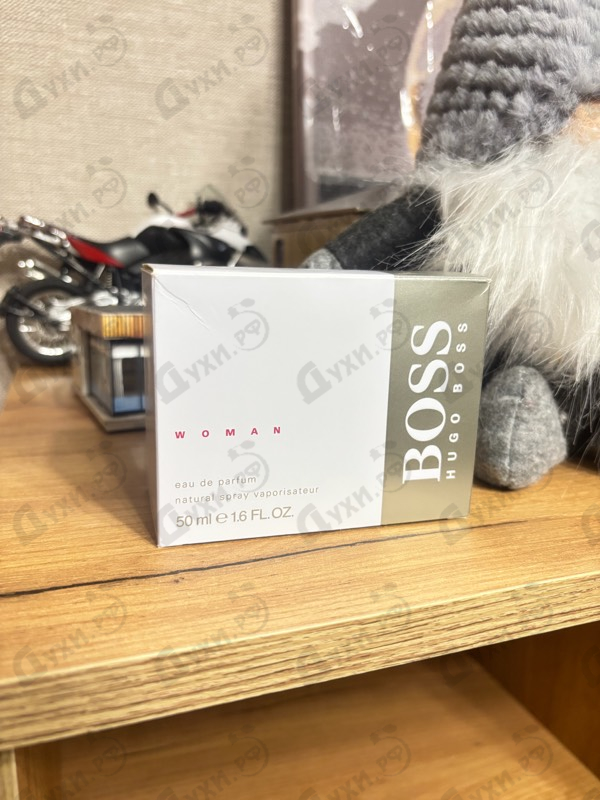 WOMAN
eau de parfum
natural spray vaporisateur
50 ml ℮ 1.6 FL.OZ.
BOSS
HUGO BOSS
Духи.рф